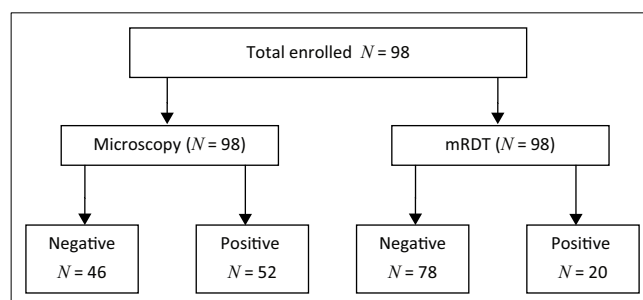 Total enrolled N = 98
Microscopy (N = 98)
mRDT (N = 98)
Negative
N = 46
Positive
N = 52
Negative
N = 78
Positive
N = 20